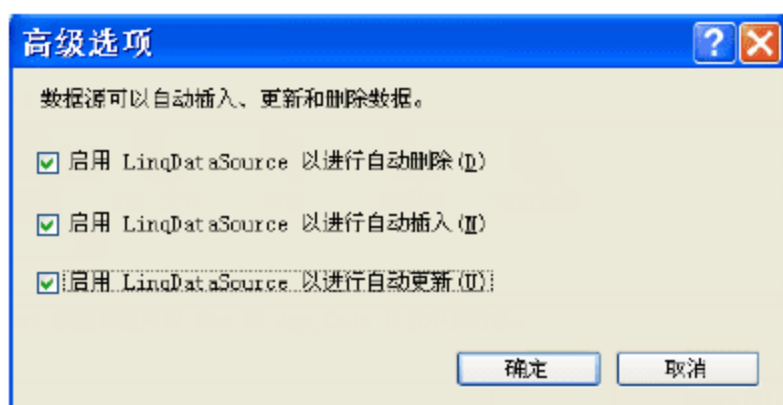 高级选项
数据源可以自动插入、更新和删除数据。
启用 LinqDataSource 以进行自动删除(D)
启用 LinqDataSource 以进行自动插入(N)
启用 LinqDataSource 以进行自动更新(U)
确定 取消